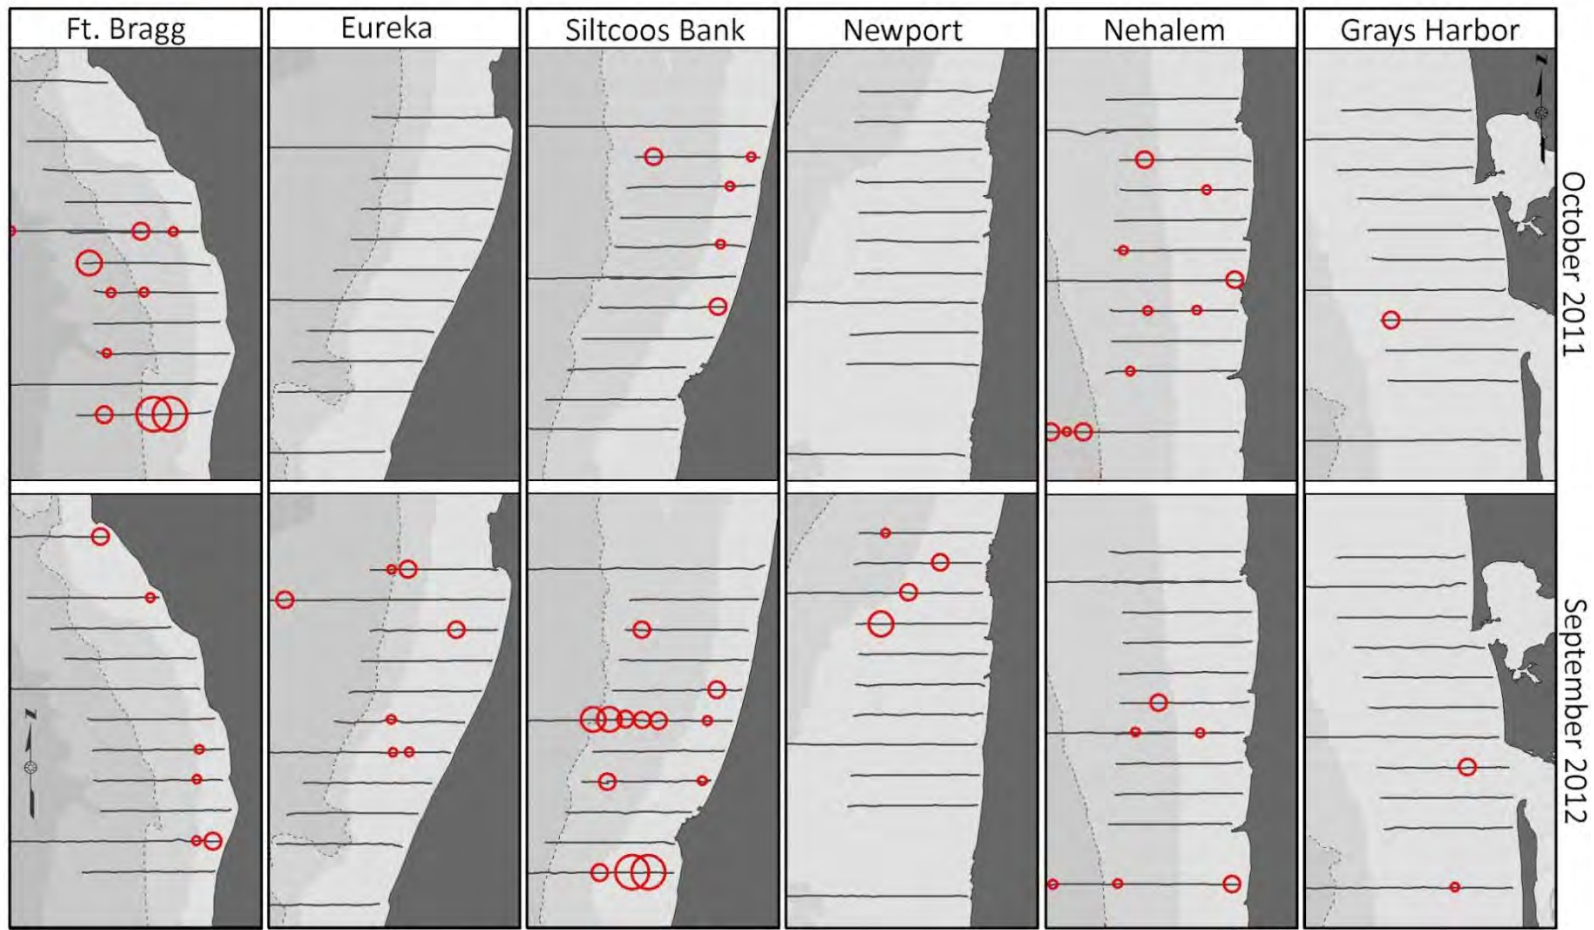 Ft. Bragg
Eureka
Siltcoos Bank
Newport
Nehalem
Grays Harbor
October 2011
September 2012
N
N